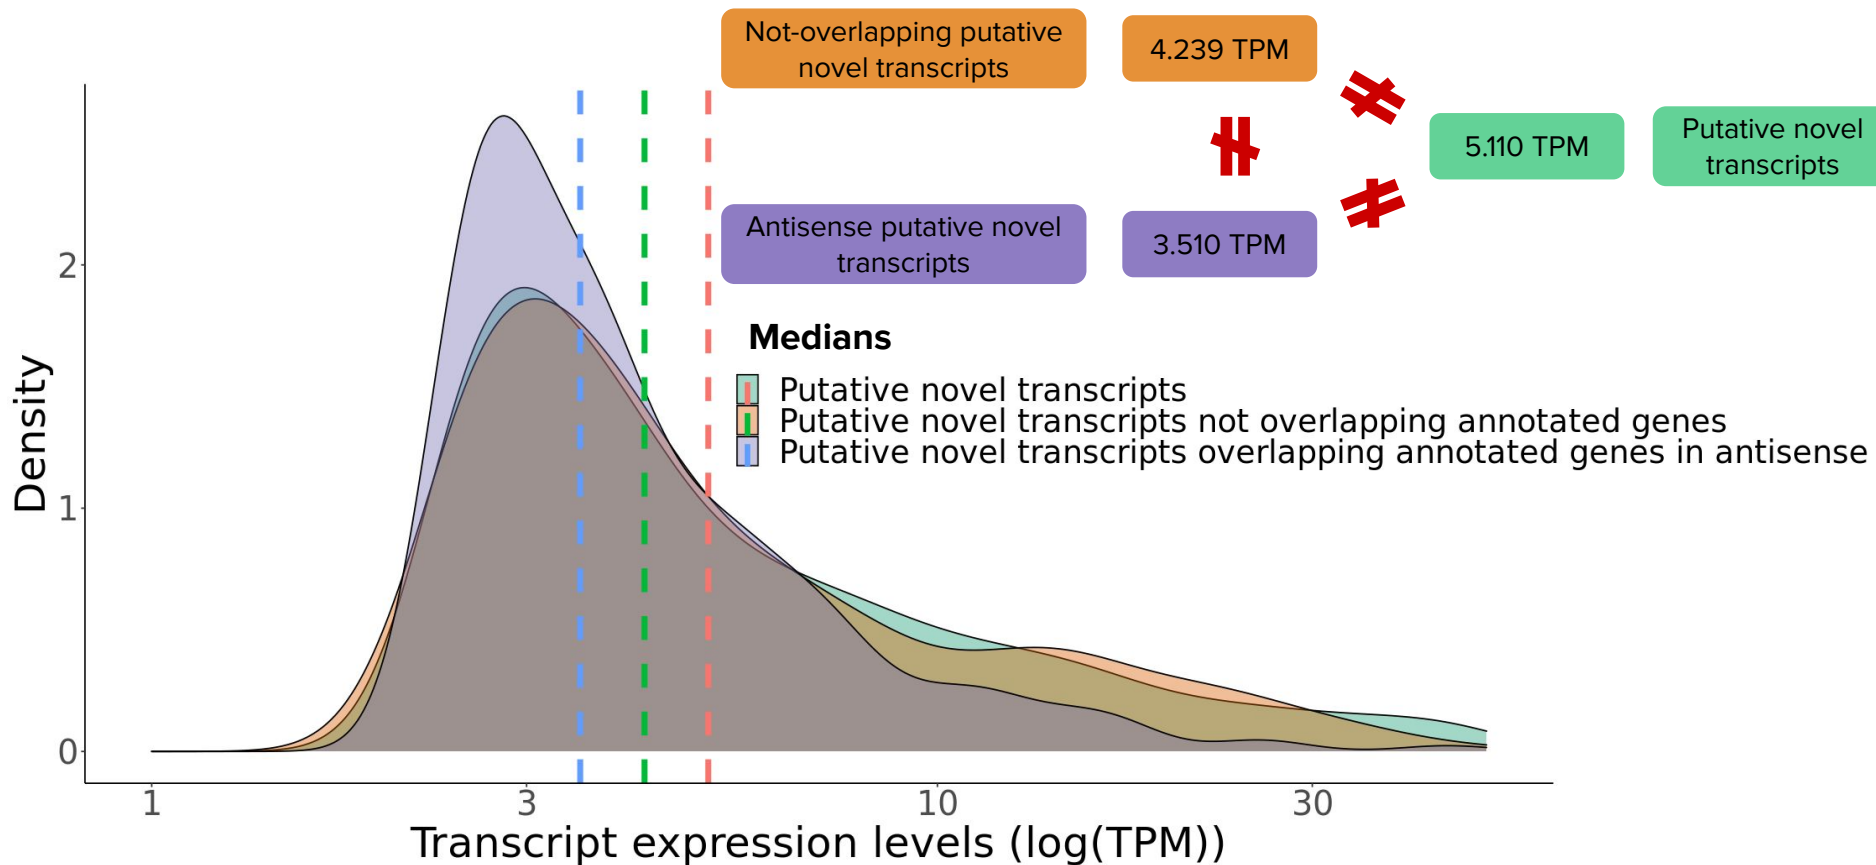 Not-overlapping putative
novel transcripts
4.239 TPM
≠
≠
5.110 TPM
Putative novel
transcripts
≠
Antisense putative novel
transcripts
3.510 TPM
Medians
Putative novel transcripts
Putative novel transcripts not overlapping annotated genes
Putative novel transcripts overlapping annotated genes in antisense
Density
2
1
0
1
3
10
30
Transcript expression levels (log(TPM))